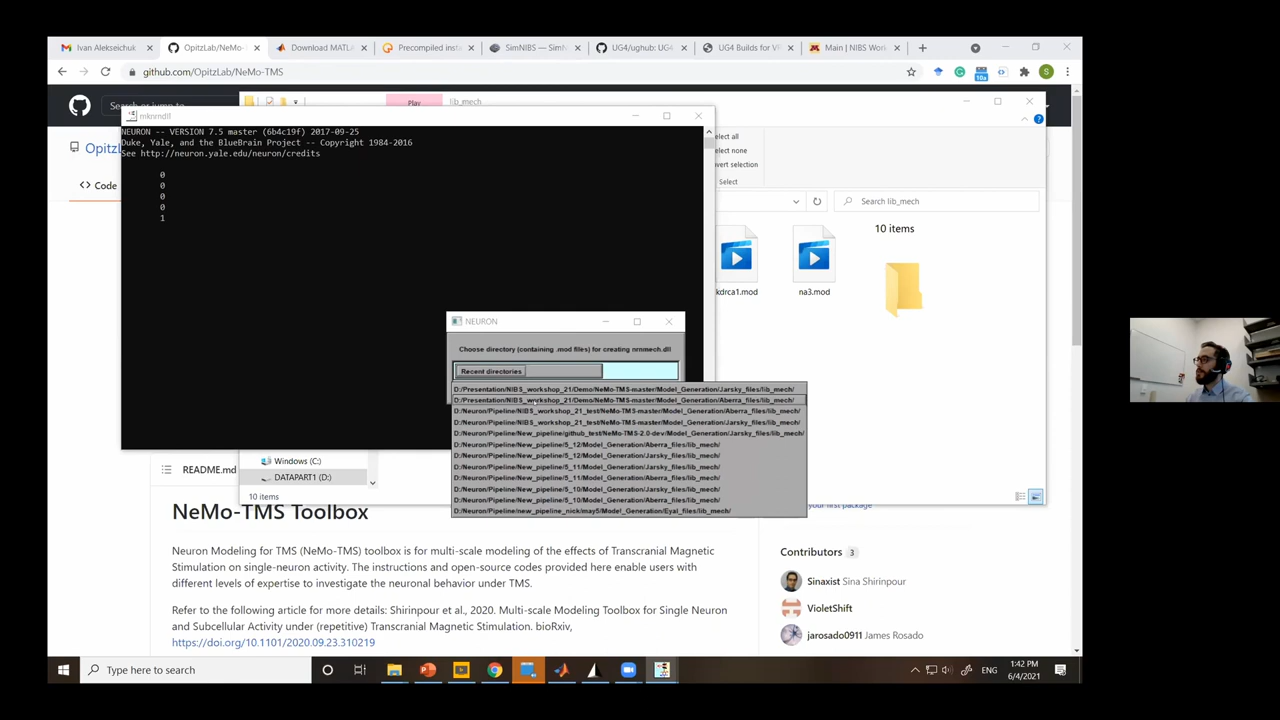 Ivan Alekseichuk
OpitzLab/NeMo-
Download MATLA
Precompiled inst
SimNIBS — SimN
UG4/ughub: UG4
UG4 Builds for VR
Main | NIBS Work
github.com/OpitzLab/NeMo-TMS
10a
S
Search or jump to
Play
lib_mech
mknrndll
NEURON -- VERSION 7.5 master (6b4c19f) 2017-09-25
Duke, Yale, and the BlueBrain Project -- Copyright 1984-2016
See http://neuron.yale.edu/neuron/credits
0
0
0
0
1
elect all
elect none
vert selection
Select
Search lib_mech
10 items
kdrca1.mod
na3.mod
Opitz
Code
NEURON
Choose directory (containing .mod files) for creating nrnmech.dll
Recent directories
D:/Presentation/NIBS_workshop_21/Demo/NeMo-TMS-master/Model_Generation/Jarsky_files/lib_mech/
D:/Presentation/NIBS_workshop_21/Demo/NeMo-TMS-master/Model_Generation/Aberra_files/lib_mech/
D:/Neuron/Pipeline/NIBS_workshop_21_test/NeMo-TMS-master/Model_Generation/Aberra_files/lib_mech/
D:/Neuron/Pipeline/NIBS_workshop_21_test/NeMo-TMS-master/Model_Generation/Jarsky_files/lib_mech/
D:/Neuron/Pipeline/New_pipeline/github_test/NeMo-TMS-2.0-dev/Model_Generation/Jarsky_files/lib_mech/
D:/Neuron/Pipeline/New_pipeline/5_12/Model_Generation/Aberra_files/lib_mech/
D:/Neuron/Pipeline/New_pipeline/5_12/Model_Generation/Jarsky_files/lib_mech/
D:/Neuron/Pipeline/New_pipeline/5_11/Model_Generation/Jarsky_files/lib_mech/
D:/Neuron/Pipeline/New_pipeline/5_11/Model_Generation/Aberra_files/lib_mech/
D:/Neuron/Pipeline/New_pipeline/5_10/Model_Generation/Jarsky_files/lib_mech/
D:/Neuron/Pipeline/New_pipeline/5_10/Model_Generation/Aberra_files/lib_mech/
D:/Neuron/Pipeline/new_pipeline_nick/may5/Model_Generation/Eyal_files/lib_mech/
Windows (C:)
DATAPART1 (D:)
10 items
README.md
your first package
NeMo-TMS Toolbox
Neuron Modeling for TMS (NeMo-TMS) toolbox is for multi-scale modeling of the effects of Transcranial Magnetic
Stimulation on single-neuron activity. The instructions and open-source codes provided here enable users with
different levels of expertise to investigate the neuronal behavior under TMS.
Refer to the following article for more details: Shirinpour et al., 2020. Multi-scale Modeling Toolbox for Single Neuron
and Subcellular Activity under (repetitive) Transcranial Magnetic Stimulation. bioRxiv,
https://doi.org/10.1101/2020.09.23.310219
Contributors 3
Sinaxist Sina Shirinpour
VioletShift
jarosado0911 James Rosado
Type here to search
ENG
1:42 PM
6/4/2021